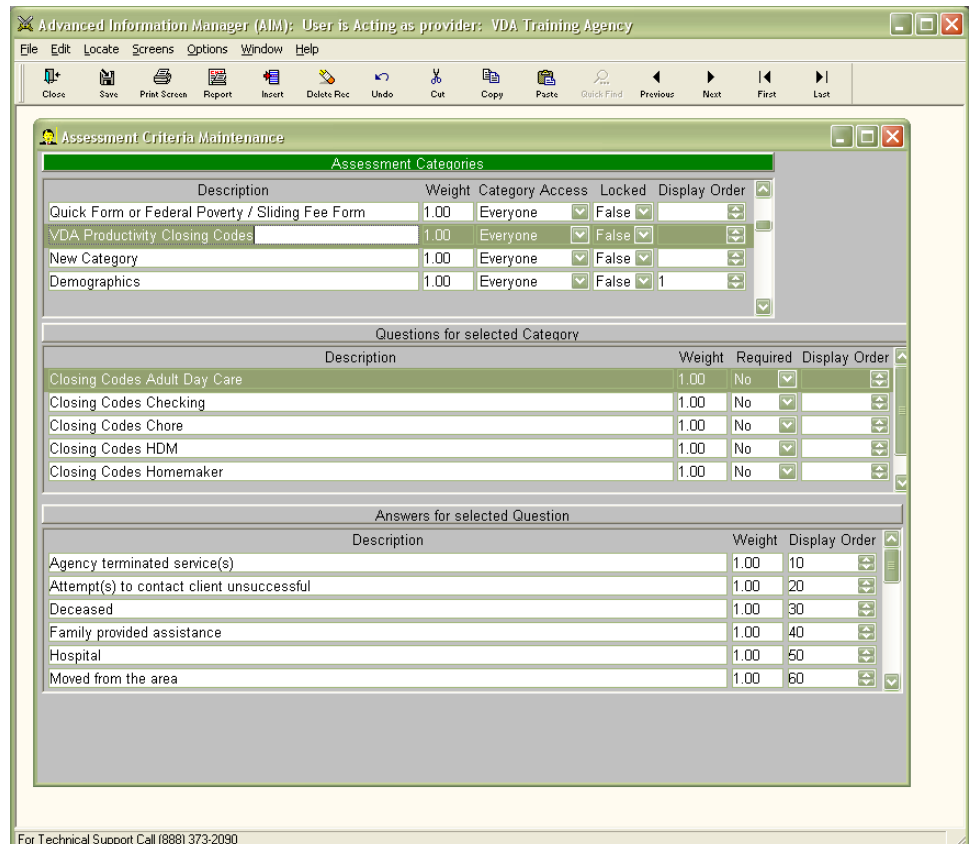 Advanced Information Manager (AIM): User is Acting as provider: VDA Training Agency
File Edit Locate Screens Options Window Help
Close Save Print Screen Report Insert Delete Rec Undo Cut Copy Paste Quick Find Previous Next First Last
Assessment Criteria Maintenance
Assessment Categories
Description Weight Category Access Locked Display Order
Quick Form or Federal Poverty / Sliding Fee Form 1.00 Everyone False
VDA Productivity Closing Codes 1.00 Everyone False
New Category 1.00 Everyone False
Demographics 1.00 Everyone False 1
Questions for selected Category
Description Weight Required Display Order
Closing Codes Adult Day Care 1.00 No
Closing Codes Checking 1.00 No
Closing Codes Chore 1.00 No
Closing Codes HDM 1.00 No
Closing Codes Homemaker 1.00 No
Answers for selected Question
Description Weight Display Order
Agency terminated service(s) 1.00 10
Attempt(s) to contact client unsuccessful 1.00 20
Deceased 1.00 30
Family provided assistance 1.00 40
Hospital 1.00 50
Moved from the area 1.00 60
For Technical Support Call (888) 373-2090